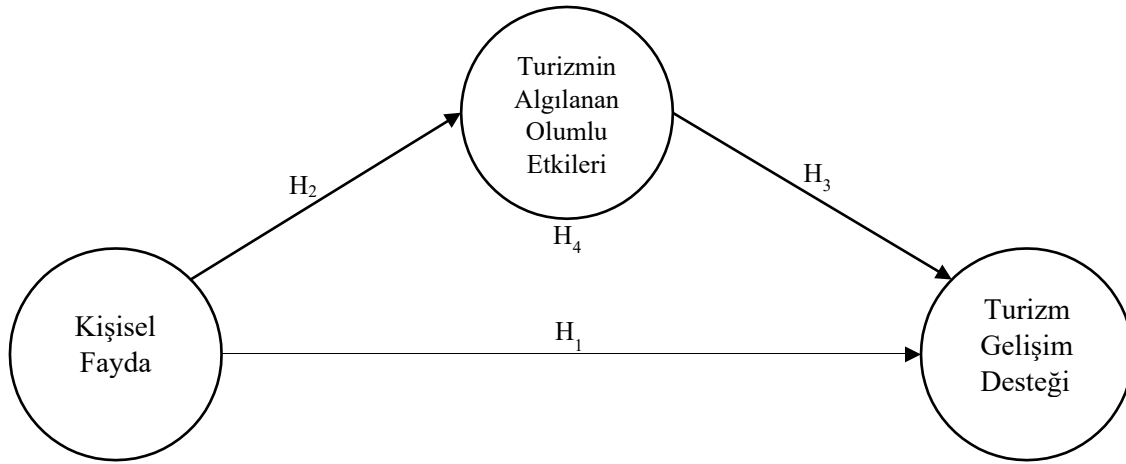 Turizmin
Algılanan
Olumlu
Etkileri
H₂
H₃
H₄
Kişisel
Fayda
H₁
Turizm
Gelişim
Desteği